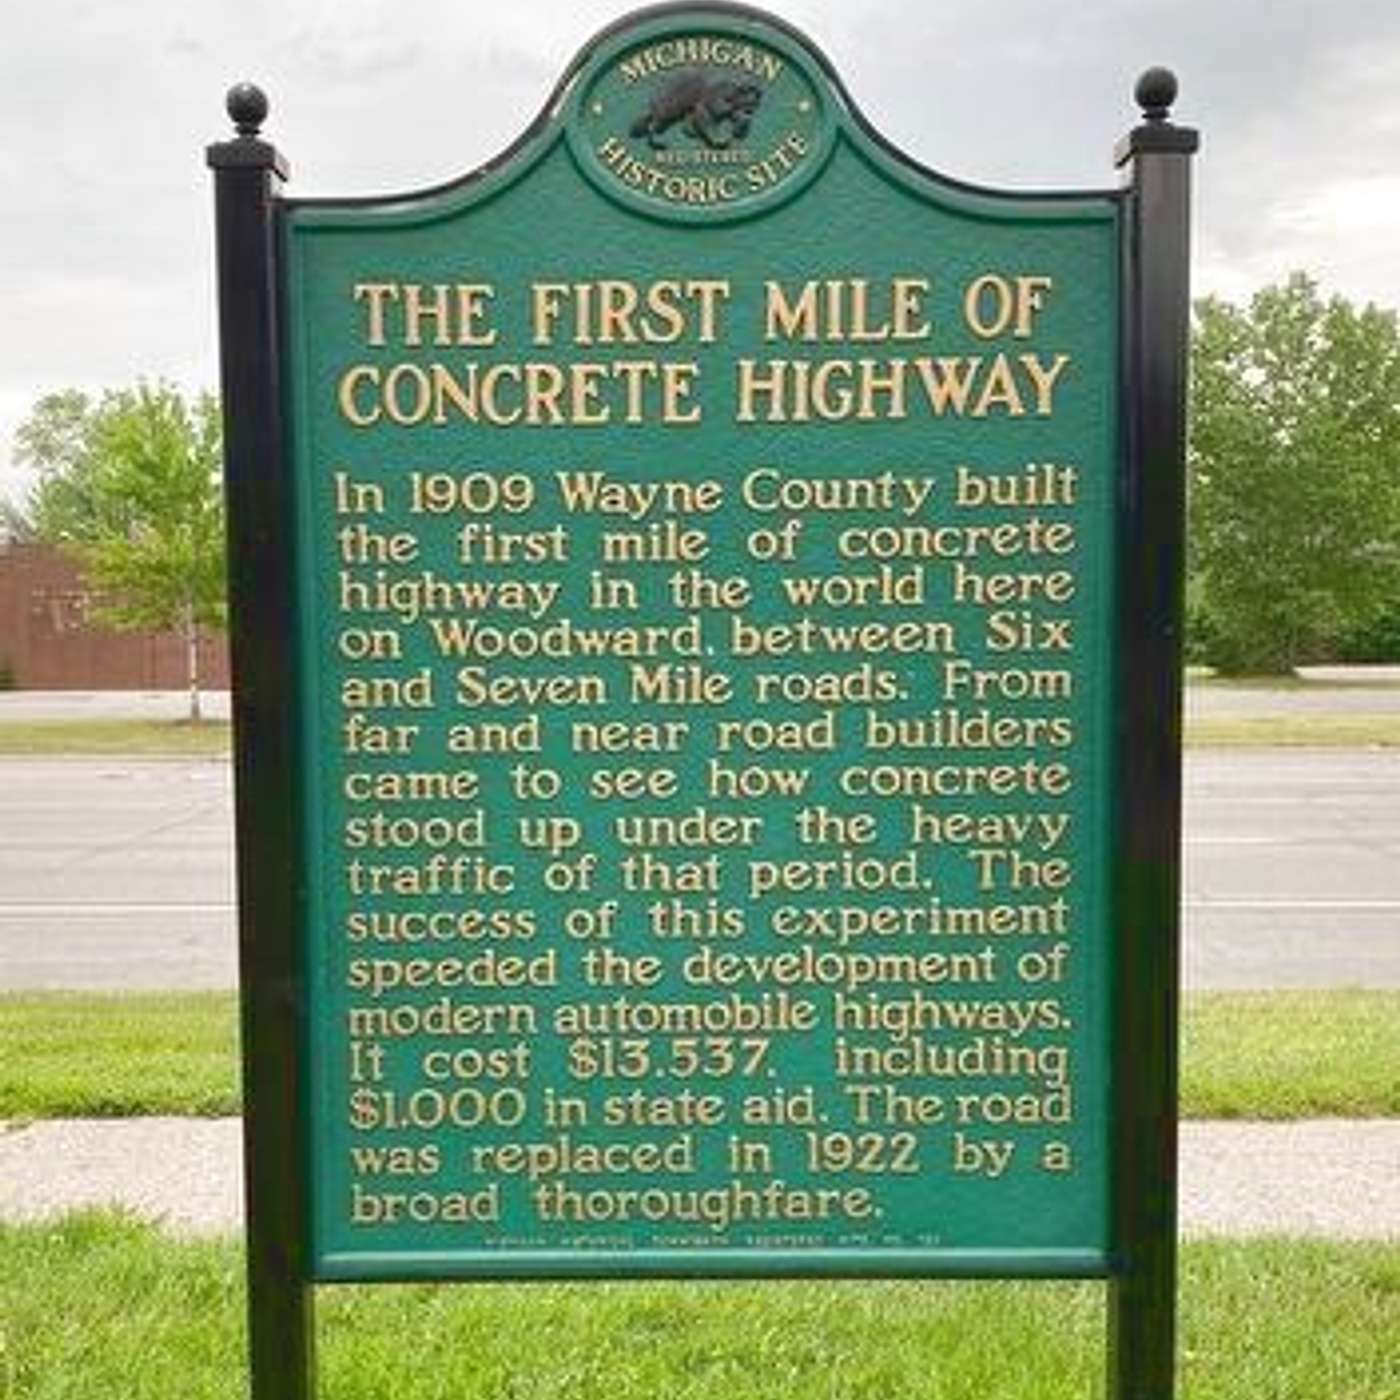 MICHIGAN
REGISTERED
HISTORIC SITE
THE FIRST MILE OF
CONCRETE HIGHWAY
In 1909 Wayne County built
the first mile of concrete
highway in the world here
on Woodward, between Six
and Seven Mile roads. From
far and near road builders
came to see how concrete
stood up under the heavy
traffic of that period. The
success of this experiment
speeded the development of
modern automobile highways.
It cost $13,537, including
$1,000 in state aid. The road
was replaced in 1922 by a
broad thoroughfare.